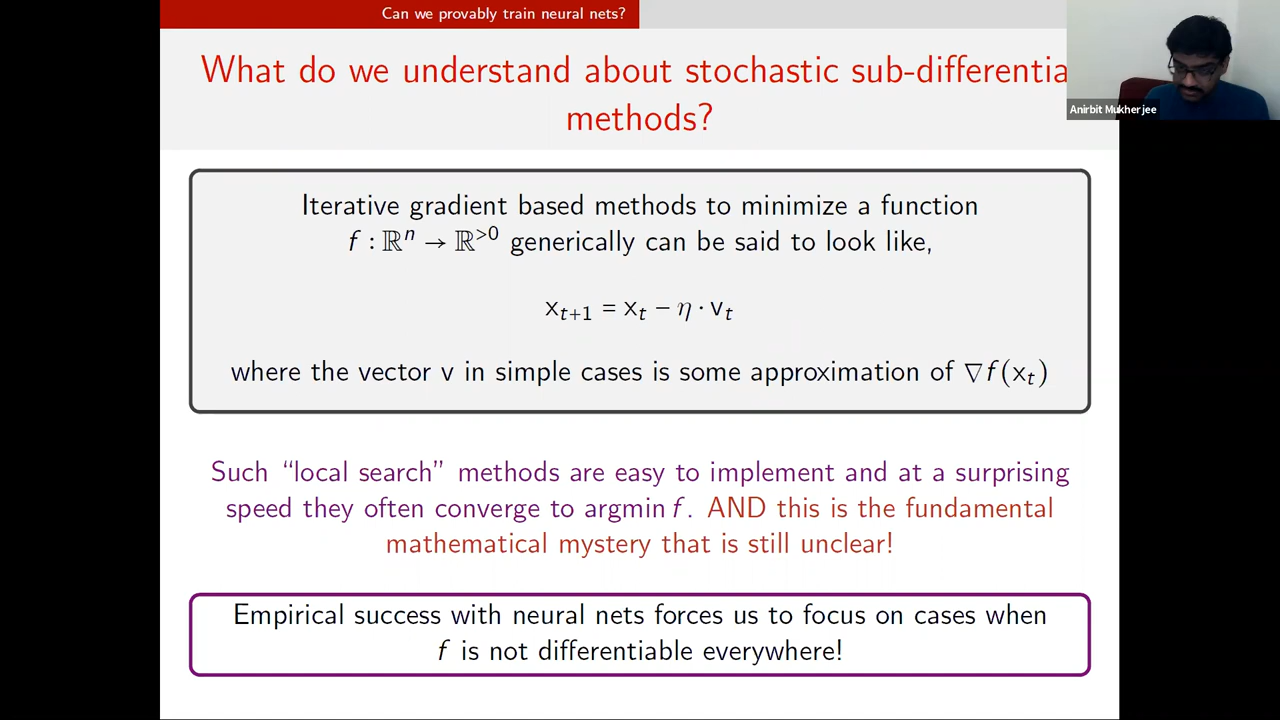 Can we provably train neural nets?
What do we understand about stochastic sub-differentia
methods?
Anirbit Mukherjee
Iterative gradient based methods to minimize a function
f : ℝⁿ → ℝ^{>0} generically can be said to look like,
x_{t+1} = x_t − η · v_t
where the vector v in simple cases is some approximation of ∇f(x_t)
Such “local search” methods are easy to implement and at a surprising
speed they often converge to argmin f. AND this is the fundamental
mathematical mystery that is still unclear!
Empirical success with neural nets forces us to focus on cases when
f is not differentiable everywhere!